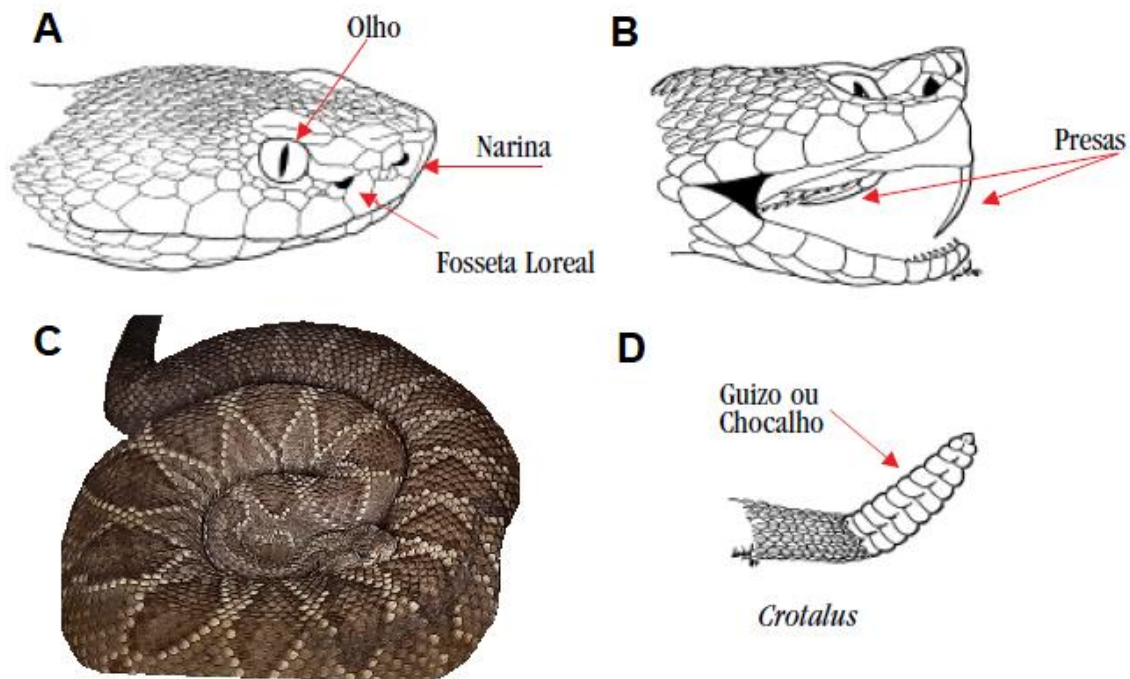 A
Olho
Narina
Fosseta Loreal
B
Presas
C
D
Guizo ou
Chocalho
Crotalus